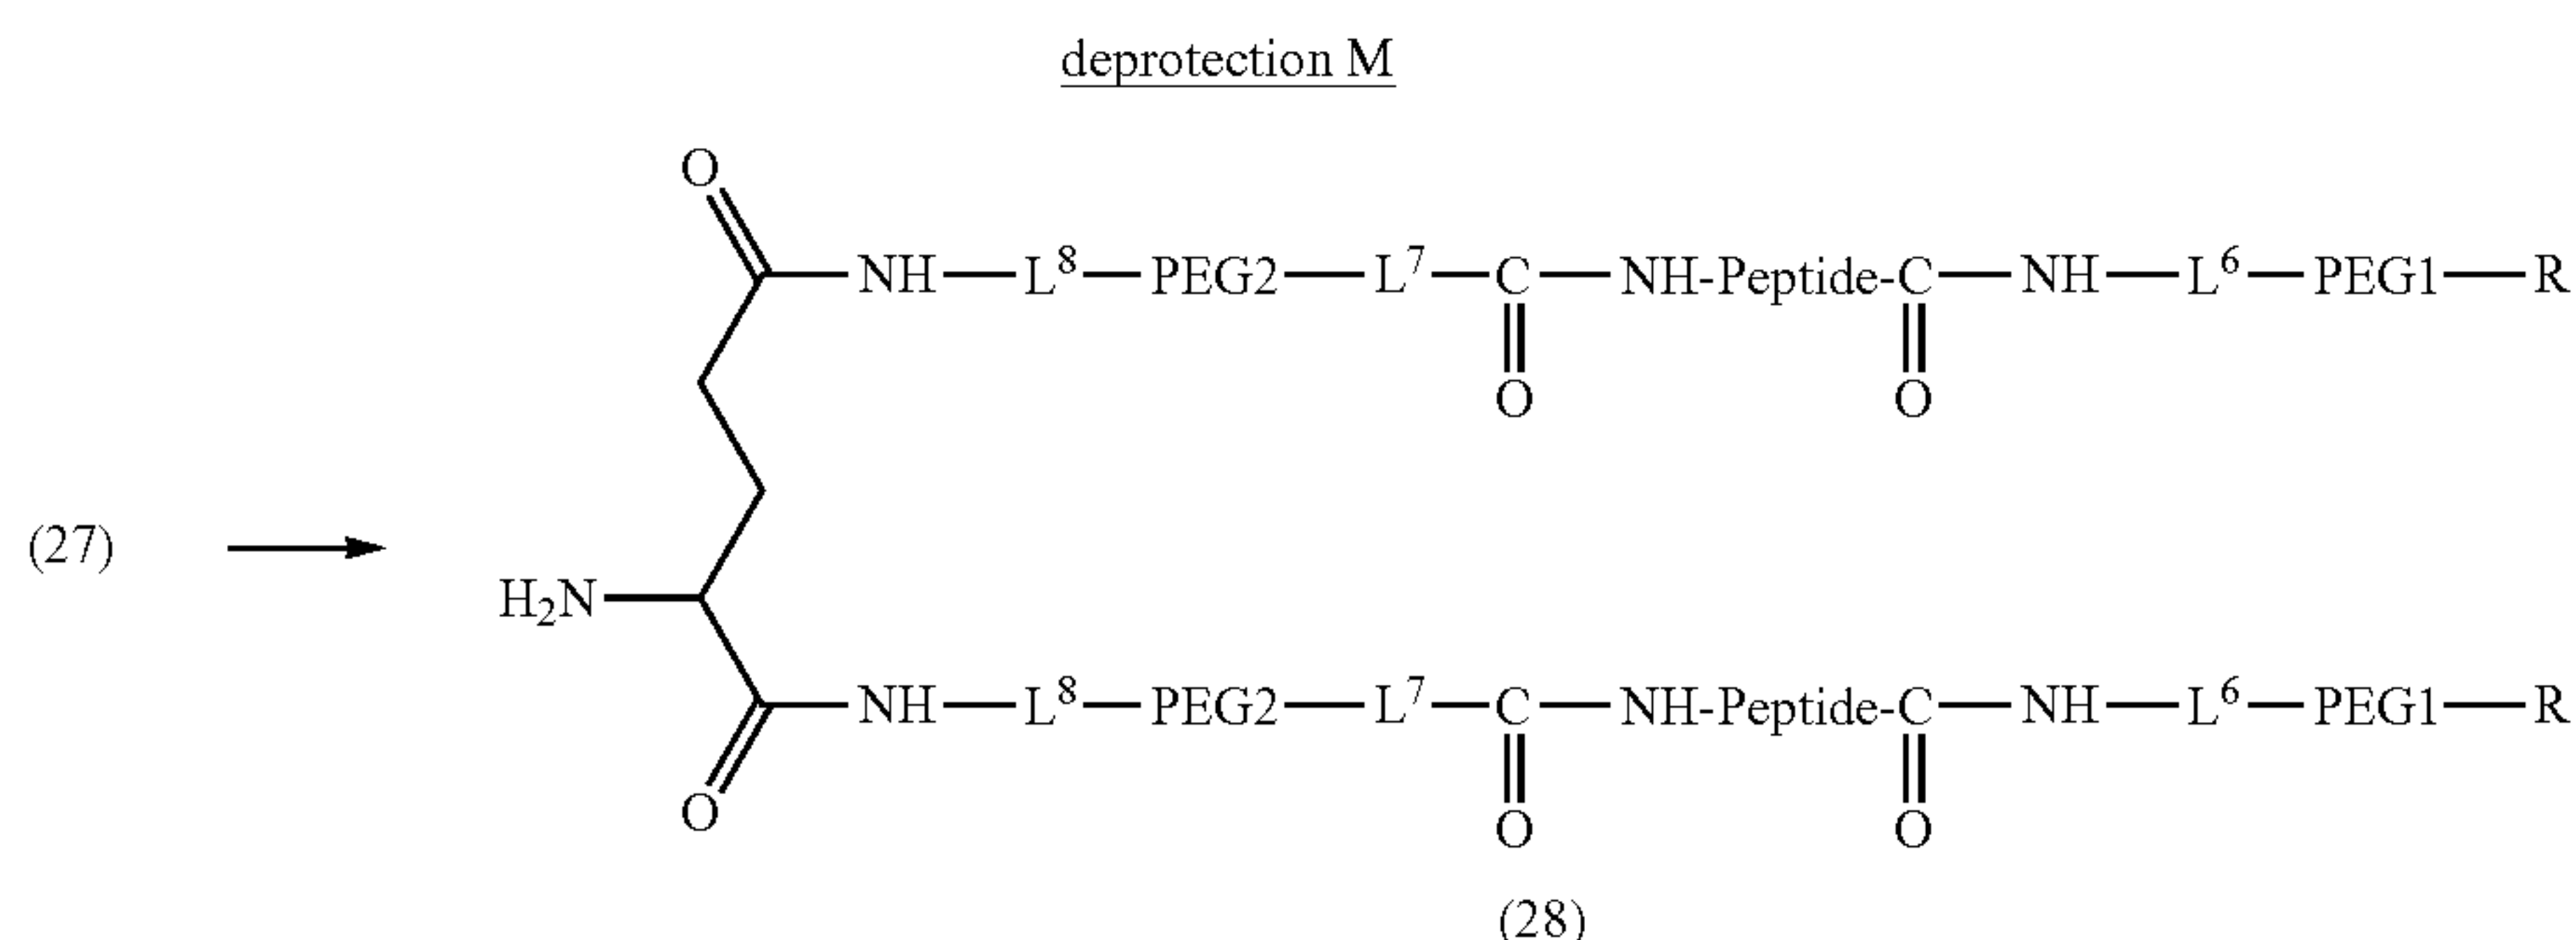 deprotection M
O
NH—L⁸—PEG2—L⁷—C—NH-Peptide-C—NH—L⁶—PEG1—R
O O
(27)
H₂N
NH—L⁸—PEG2—L⁷—C—NH-Peptide-C—NH—L⁶—PEG1—R
O O O
(28)